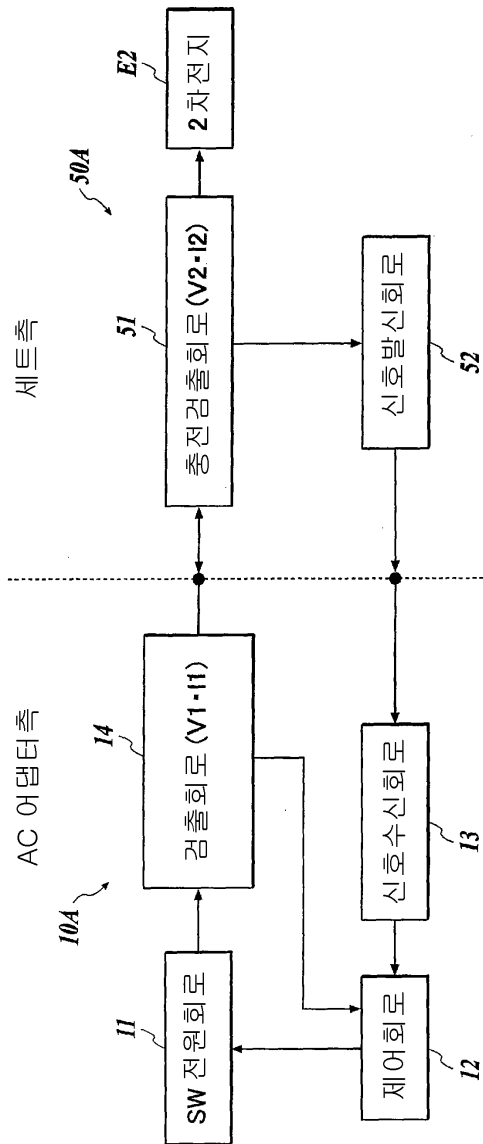 AC 어댑터측
세트측
10A
50A
11
SW 전원회로
14
검출회로 (V1·I1)
51
충전검출회로 (V2·I2)
E2
2 차전지
제어회로
12
신호수신회로
13
신호발신회로
52